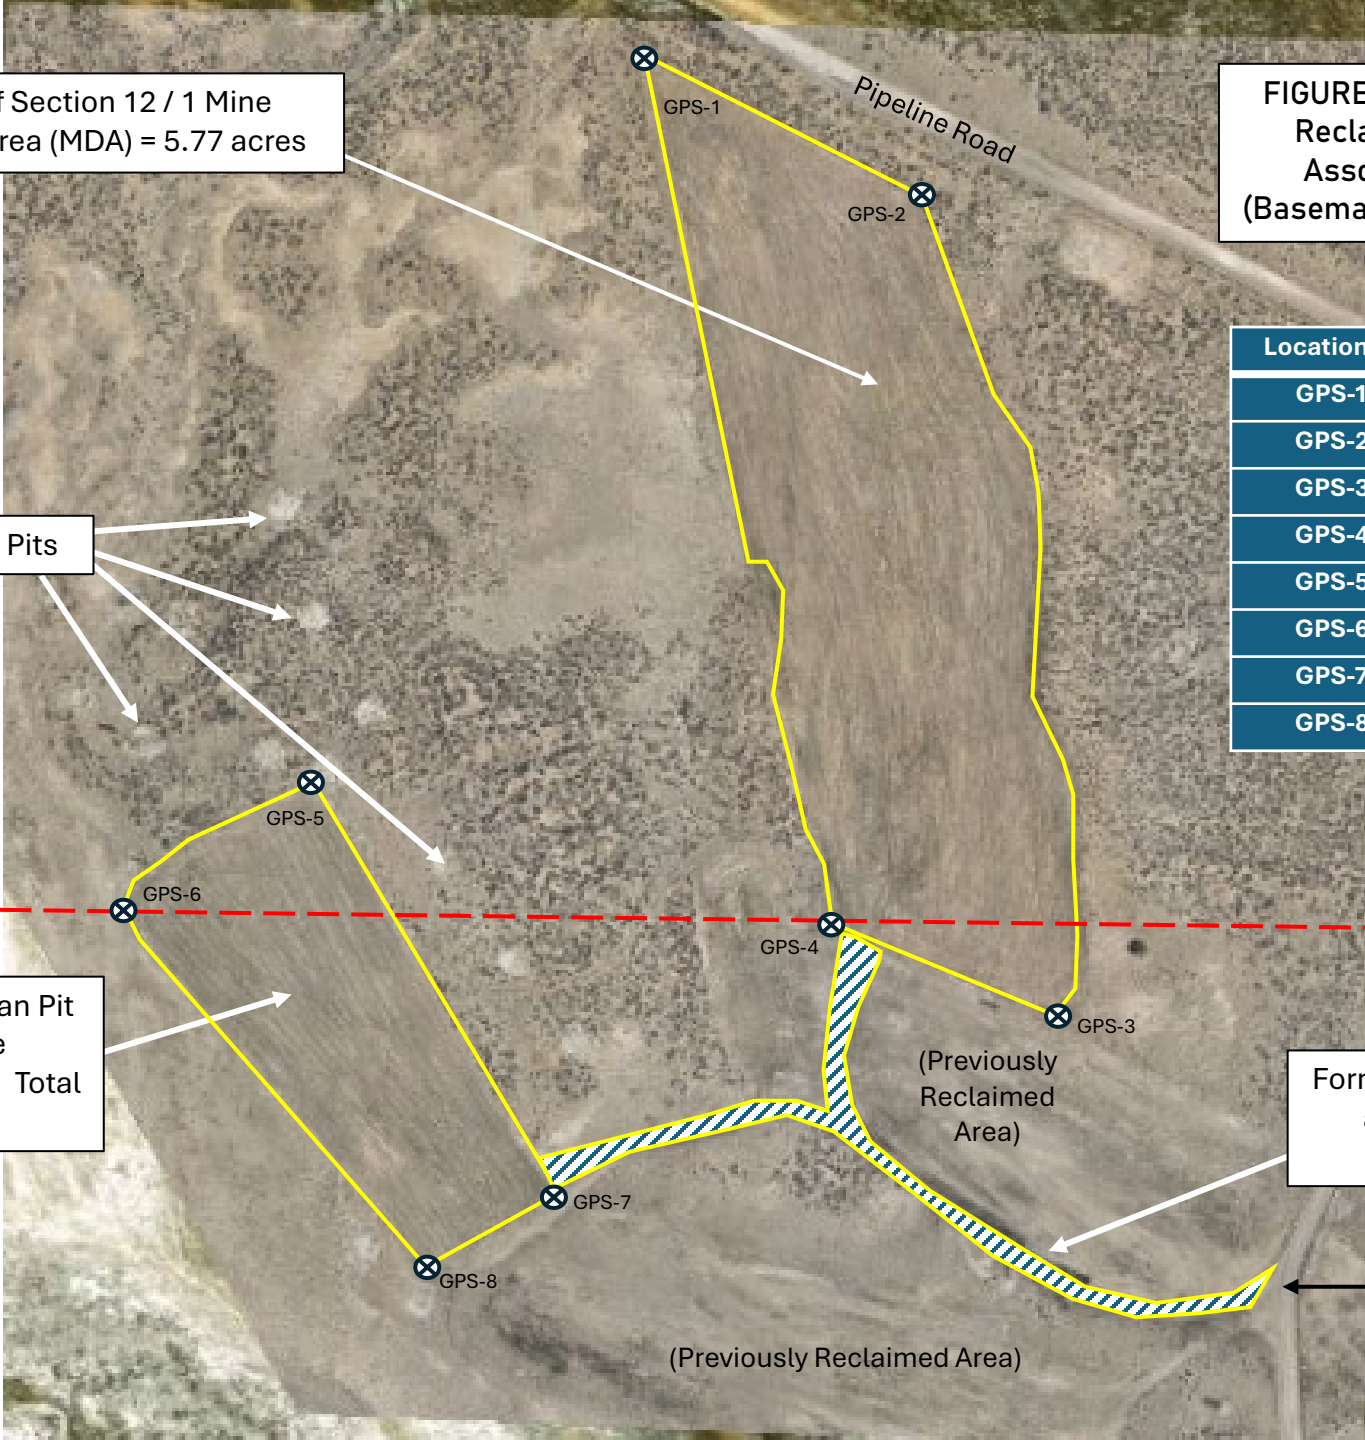 f Section 12 / 1 Mine
rea (MDA) = 5.77 acres
GPS-1
Pipeline Road
GPS-2
FIGURE
Recla
Asso
(Basema
Location
GPS-1
GPS-2
GPS-3
GPS-4
GPS-5
GPS-6
GPS-7
GPS-8
Pits
GPS-5
GPS-6
GPS-4
GPS-3
an Pit
e
Total
(Previously
Reclaimed
Area)
Forr
GPS-7
GPS-8
(Previously Reclaimed Area)